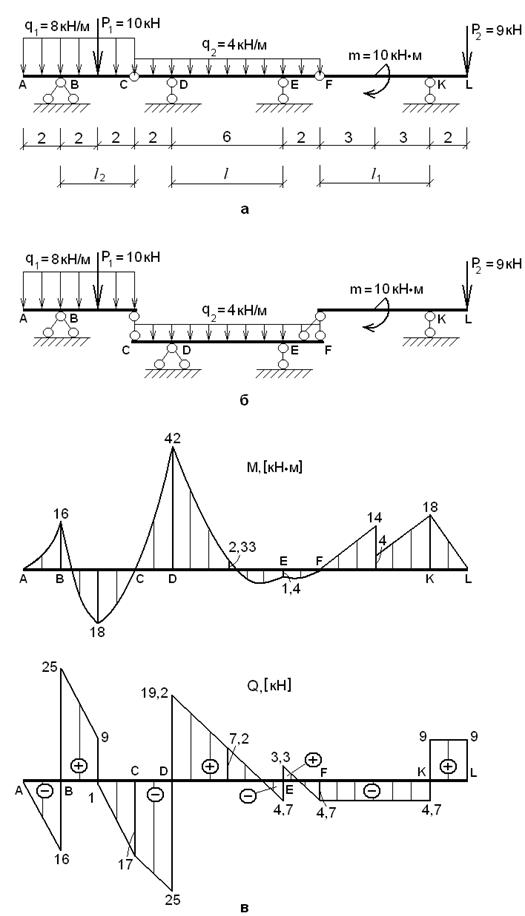 q1=8кН/м P1=10кН P2=9кН
q2=4кН/м m=10кН•м
A B C D E F K L
2 2 2 2 6 2 3 3 2
l2 l l1
а
q1=8кН/м P1=10кН P2=9кН
q2=4кН/м m=10кН•м
A B K L
C D E F
б
42
M,[кН•м]
16 14 18
2,33 4
A B C D E F K L
1,4
18
25 Q,[кН]
19,2
9 7,2 3,3 + 9 9
A - B + C D + E F K + L
1 - - -
16 17 4,7 4,7 4,7
25
в